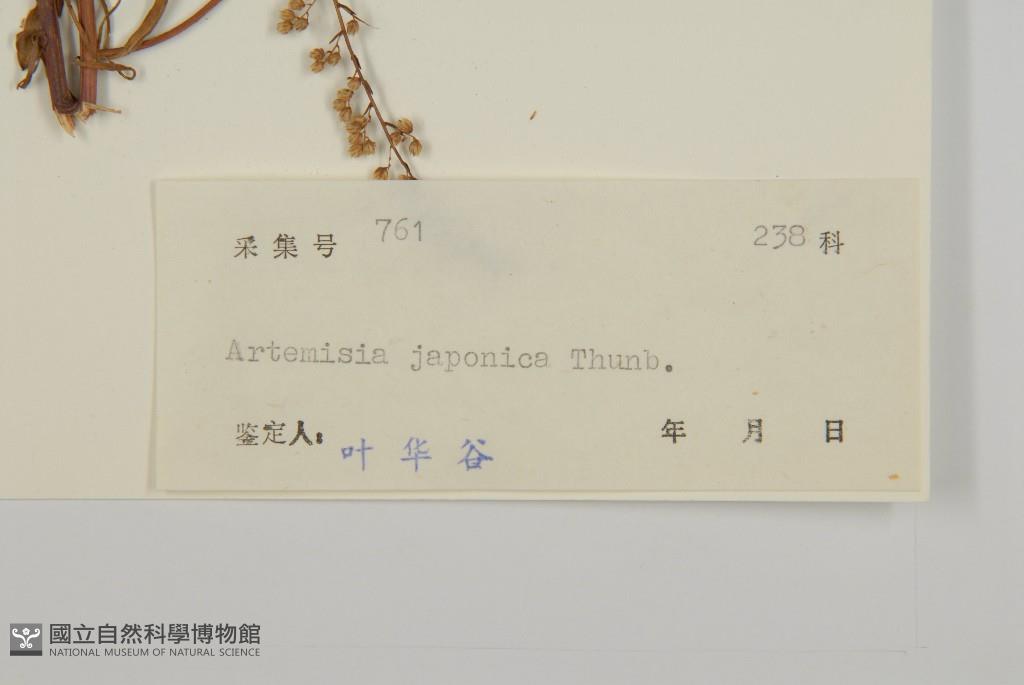 采集号 761 238 科
Artemisia japonica Thunb.
鉴定人: 叶华谷 年 月 日
國立自然科學博物館
NATIONAL MUSEUM OF NATURAL SCIENCE